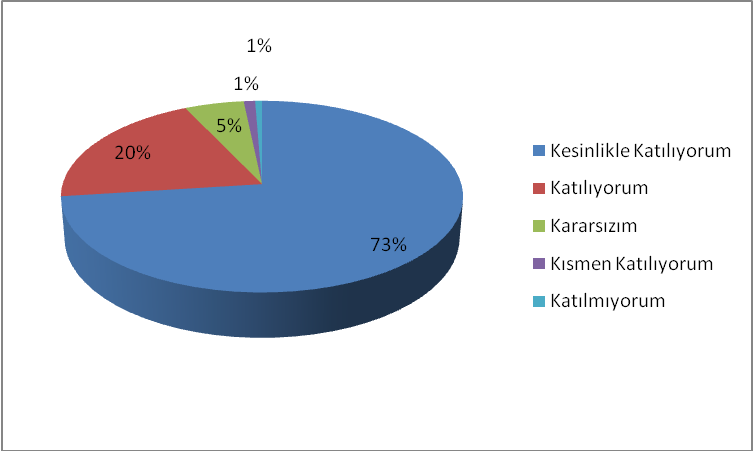 1%
1%
5%
20%
73%
Kesinlikle Katılıyorum
Katılıyorum
Kararsızım
Kısmen Katılıyorum
Katılmıyorum